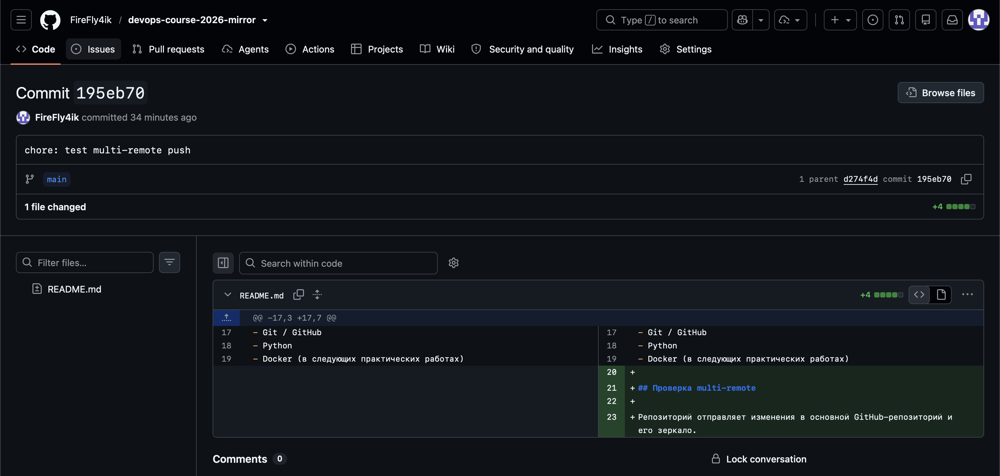 FireFly4ik / devops-course-2026-mirror
Type / to search
Code Issues Pull requests Agents Actions Projects Wiki Security and quality Insights Settings
Commit 195eb70
Browse files
FireFly4ik committed 34 minutes ago
chore: test multi-remote push
main
1 parent d274f4d commit 195eb70
1 file changed
+4
Filter files...
README.md
Search within code
README.md
+4
@@ -17,3 +17,7 @@
17 - Git / GitHub
18 - Python
19 - Docker (в следующих практических работах)
17 - Git / GitHub
18 - Python
19 - Docker (в следующих практических работах)
20 +
21 + ## Проверка multi-remote
22 +
23 + Репозиторий отправляет изменения в основной GitHub-репозиторий и
его зеркало.
Comments 0
Lock conversation